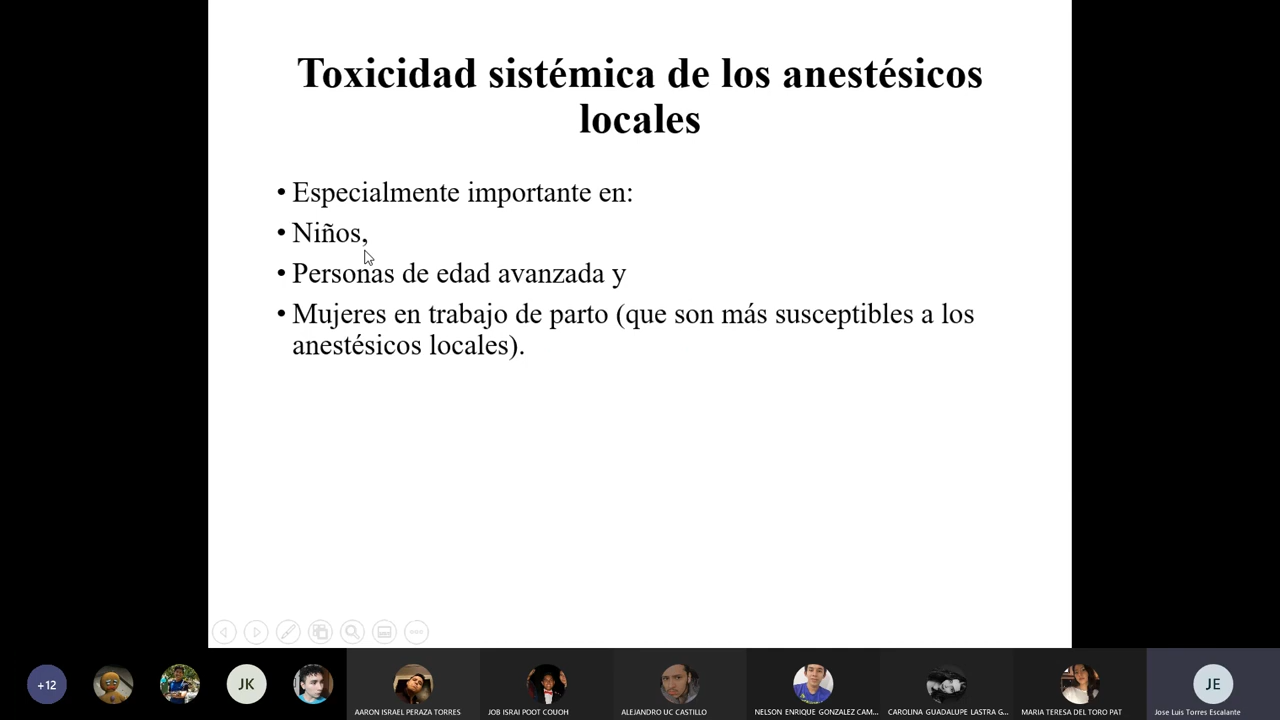 Toxicidad sistémica de los anestésicos
locales
• Especialmente importante en:
• Niños,
• Personas de edad avanzada y
• Mujeres en trabajo de parto (que son más susceptibles a los
anestésicos locales).
+12
JK
JE
AARON ISRAEL PERAZA TORRES
JOB ISRAI POOT COUOH
ALEJANDRO UC CASTILLO
NELSON ENRIQUE GONZALEZ CAM...
CAROLINA GUADALUPE LASTRA G...
MARIA TERESA DEL TORO PAT
Jose Luis Torres Escalante